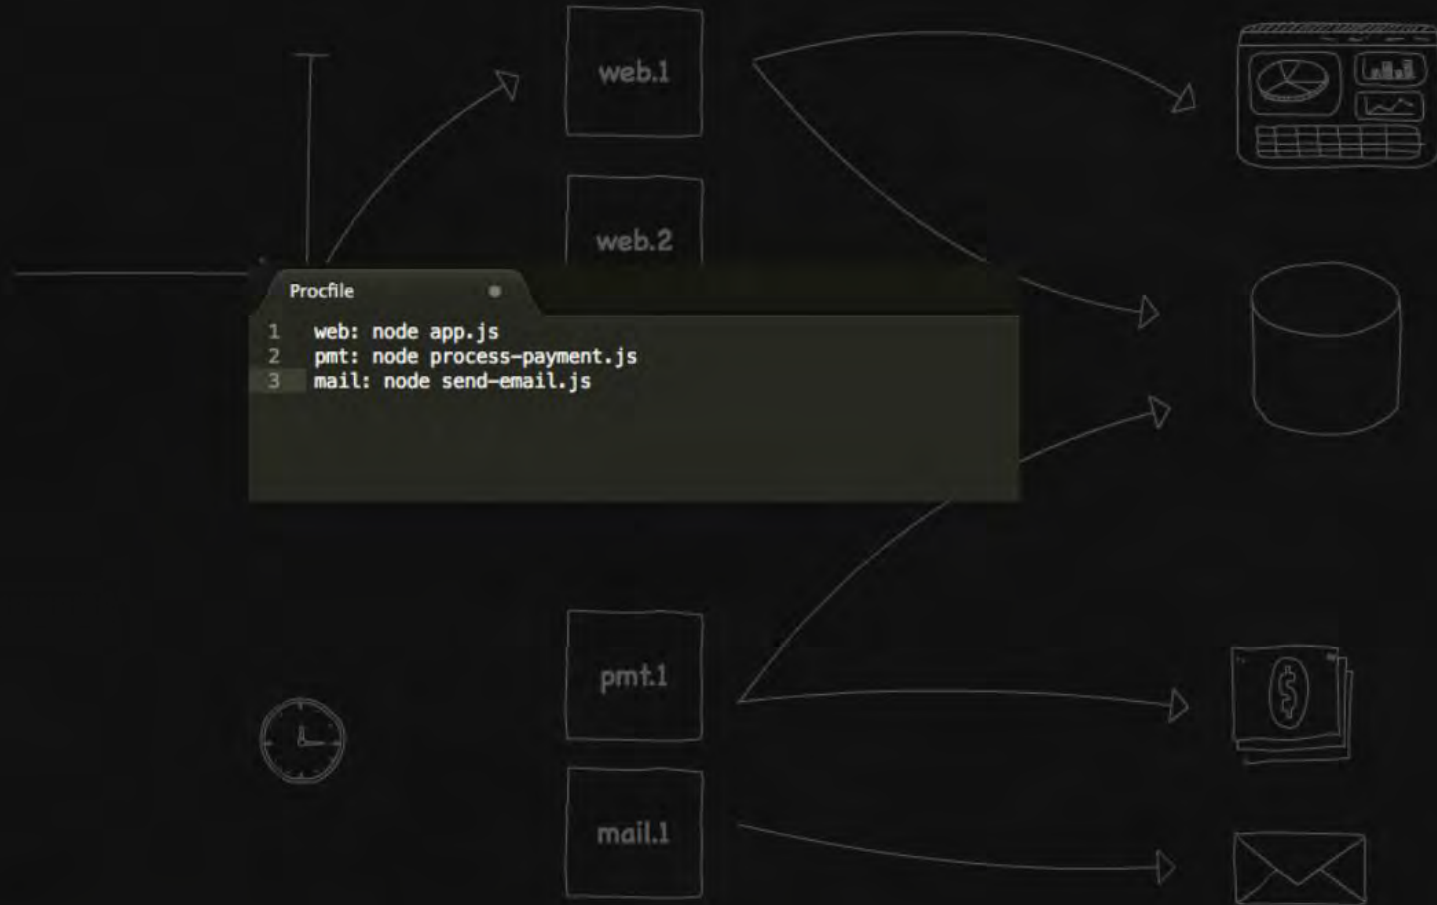 web.1
web.2
Procfile
1 web: node app.js
2 pmt: node process-payment.js
3 mail: node send-email.js
pmt.1
$
mail.1